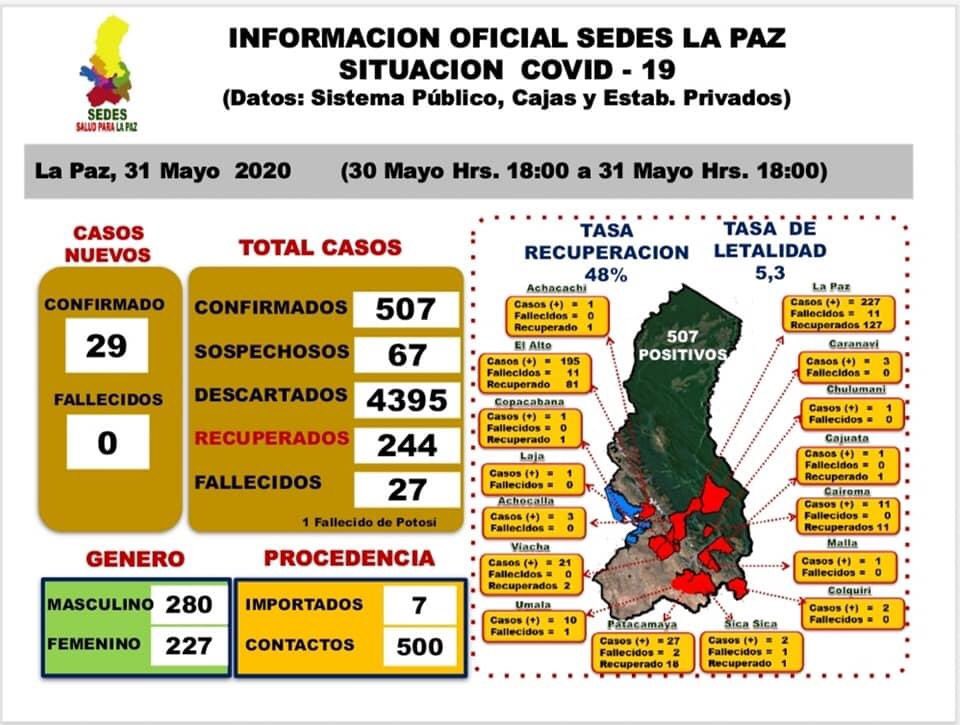 SEDES
SALUD PARA LA PAZ
INFORMACION OFICIAL SEDES LA PAZ
SITUACION COVID - 19
(Datos: Sistema Público, Cajas y Estab. Privados)
La Paz, 31 Mayo 2020 (30 Mayo Hrs. 18:00 a 31 Mayo Hrs. 18:00)
CASOS
NUEVOS
CONFIRMADO
29
FALLECIDOS
0
TOTAL CASOS
CONFIRMADOS 507
SOSPECHOSOS 67
DESCARTADOS 4395
RECUPERADOS 244
FALLECIDOS 27
1 Fallecido de Potosí
GENERO
MASCULINO 280
FEMENINO 227
PROCEDENCIA
IMPORTADOS 7
CONTACTOS 500
TASA
RECUPERACION
48%
TASA DE
LETALIDAD
5,3
507
POSITIVOS
Achacachi
Casos (+) = 1
Fallecidos = 0
Recuperado 1
El Alto
Casos (+) = 195
Fallecidos = 11
Recuperado 81
Copacabana
Casos (+) = 1
Fallecidos = 0
Recuperado 1
Laja
Casos (+) = 1
Fallecidos = 0
Achocalla
Casos (+) = 3
Fallecidos = 0
Viacha
Casos (+) = 21
Fallecidos = 0
Recuperados 2
Umala
Casos (+) = 10
Fallecidos = 1
Patacamaya
Casos (+) = 27
Fallecidos = 2
Recuperado 18
Sica Sica
Casos (+) = 2
Fallecidos = 1
Recuperado 1
La Paz
Casos (+) = 227
Fallecidos = 11
Recuperados 127
Caranavi
Casos (+) = 3
Fallecidos = 0
Chulumani
Casos (+) = 1
Fallecidos = 0
Cajuata
Casos (+) = 1
Fallecidos = 0
Recuperado 1
Cairoma
Casos (+) = 11
Fallecidos = 0
Recuperados 11
Malla
Casos (+) = 1
Fallecidos = 0
Colquiri
Casos (+) = 2
Fallecidos = 0